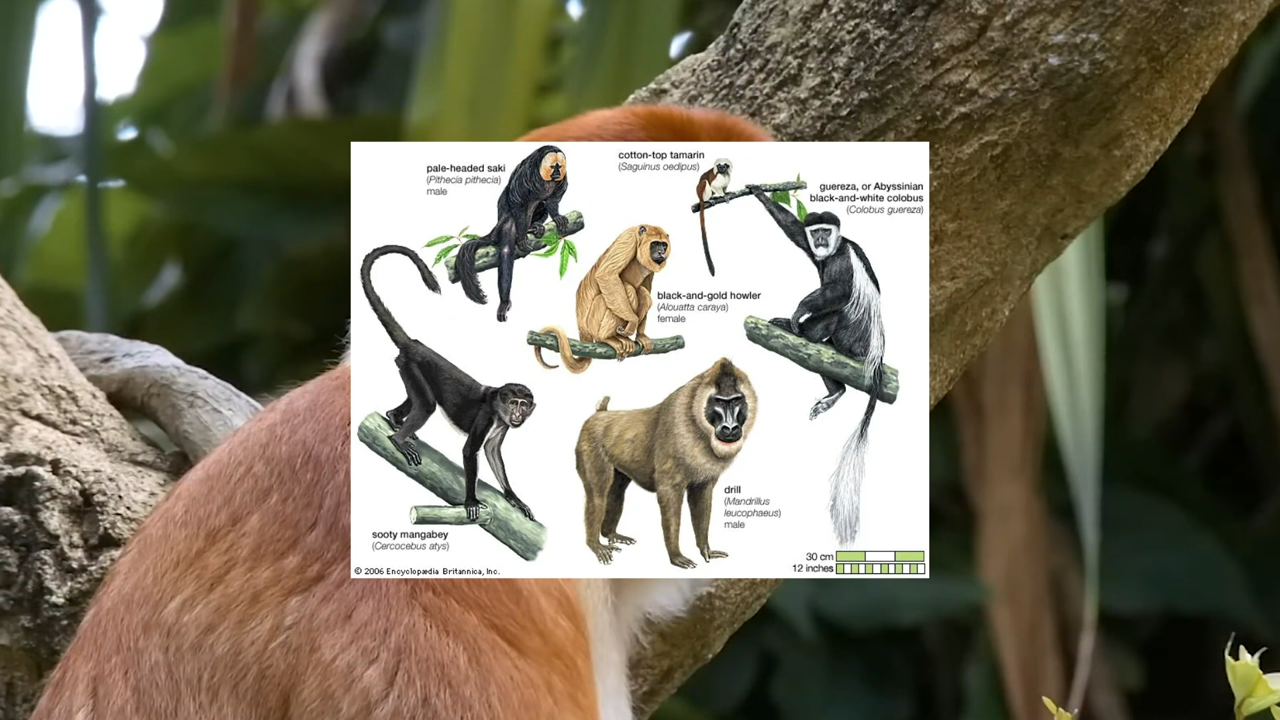 pale-headed saki
(Pithecia pithecia)
male
cotton-top tamarin
(Saguinus oedipus)
guereza, or Abyssinian
black-and-white colobus
(Colobus guereza)
black-and-gold howler
(Alouatta caraya)
female
drill
(Mandrillus
leucophaeus)
male
sooty mangabey
(Cercocebus atys)
30 cm
12 inches
© 2006 Encyclopædia Britannica, Inc.